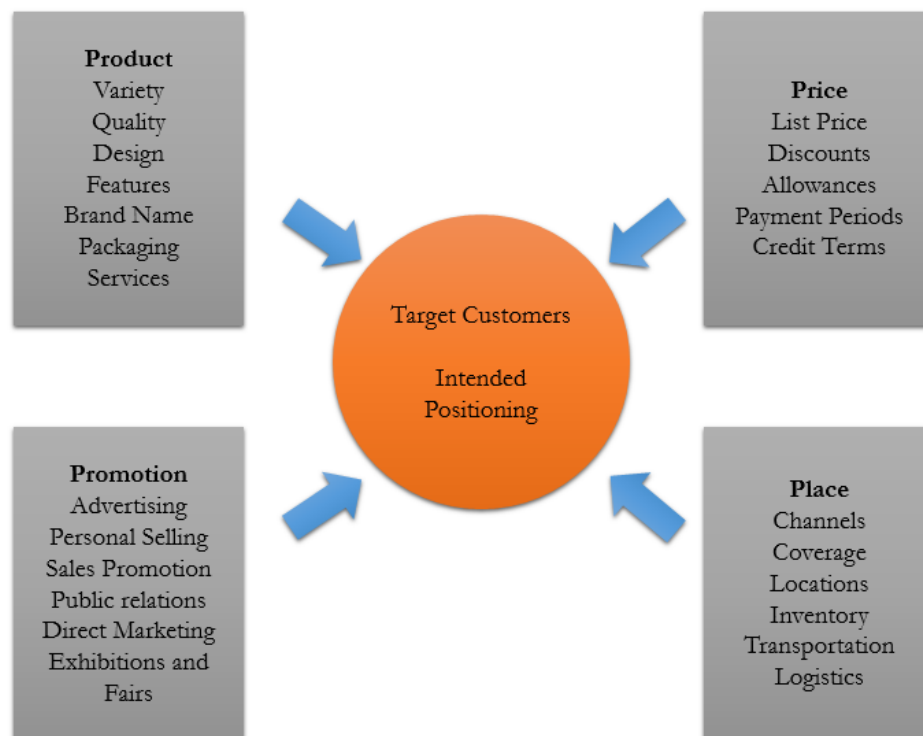 Product
Variety
Quality
Design
Features
Brand Name
Packaging
Services
Price
List Price
Discounts
Allowances
Payment Periods
Credit Terms
Target Customers
Intended
Positioning
Promotion
Advertising
Personal Selling
Sales Promotion
Public relations
Direct Marketing
Exhibitions and
Fairs
Place
Channels
Coverage
Locations
Inventory
Transportation
Logistics